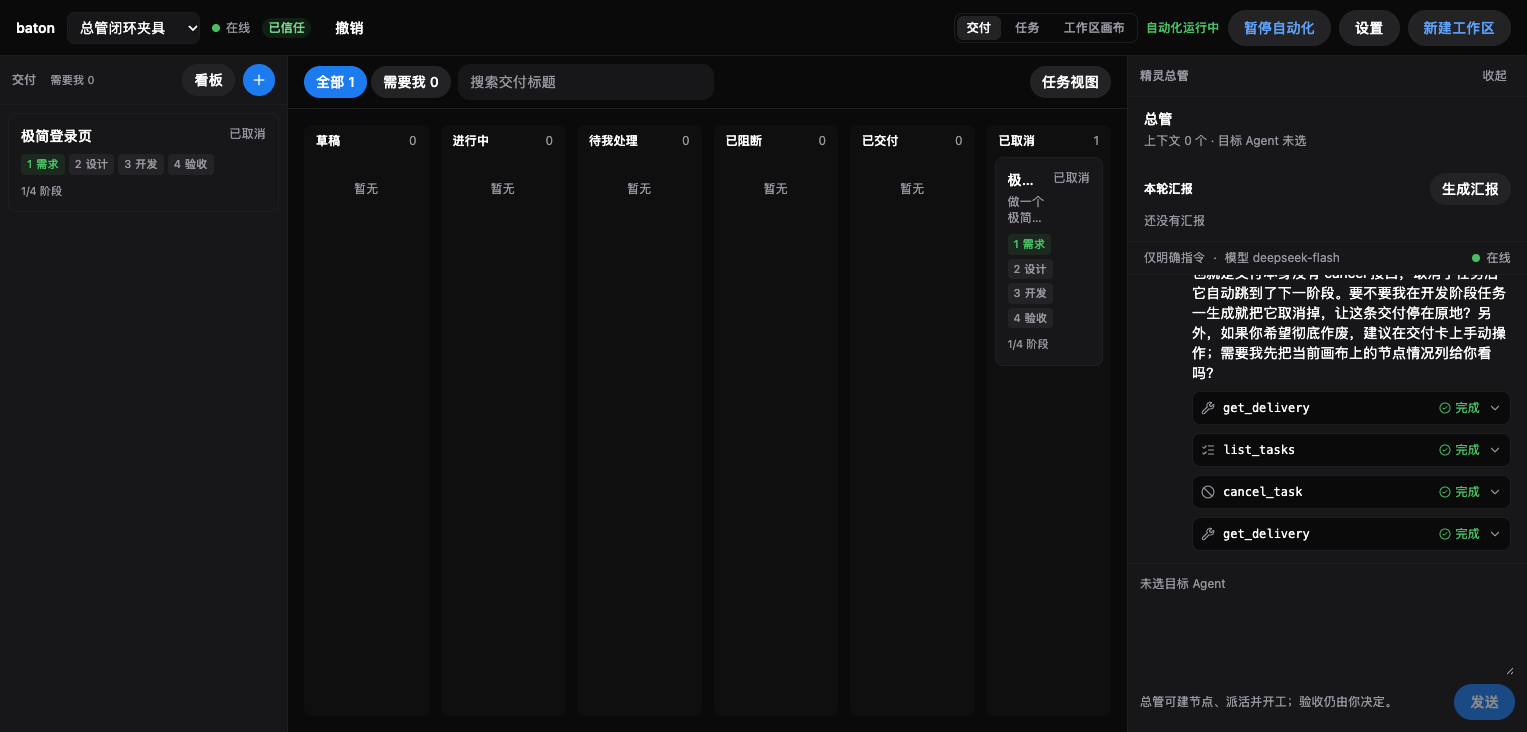 baton
总管闭环夹具
在线
已信任
撤销
交付
任务
工作区画布
自动化运行中
暂停自动化
设置
新建工作区
交付
需要我 0
看板
+
极简登录页
已取消
1 需求
2 设计
3 开发
4 验收
1/4 阶段
全部 1
需要我 0
搜索交付标题
任务视图
草稿
0
暂无
进行中
0
暂无
待我处理
0
暂无
已阻断
0
暂无
已交付
0
暂无
已取消
1
极...
已取消
做一个
极简...
1 需求
2 设计
3 开发
4 验收
1/4 阶段
精灵总管
收起
总管
上下文 0 个 · 目标 Agent 未选
本轮汇报
生成汇报
还没有汇报
仅明确指令 · 模型 deepseek-flash
在线
它自动跳到了下一阶段。要不要我在开发阶段任务
一生成就把它取消掉，让这条交付停在原地？另
外，如果你希望彻底作废，建议在交付卡上手动操
作；需要我先把当前画布上的节点情况列给你看
吗？
get_delivery
完成
list_tasks
完成
cancel_task
完成
get_delivery
完成
未选目标 Agent
总管可建节点、派活并开工；验收仍由你决定。
发送